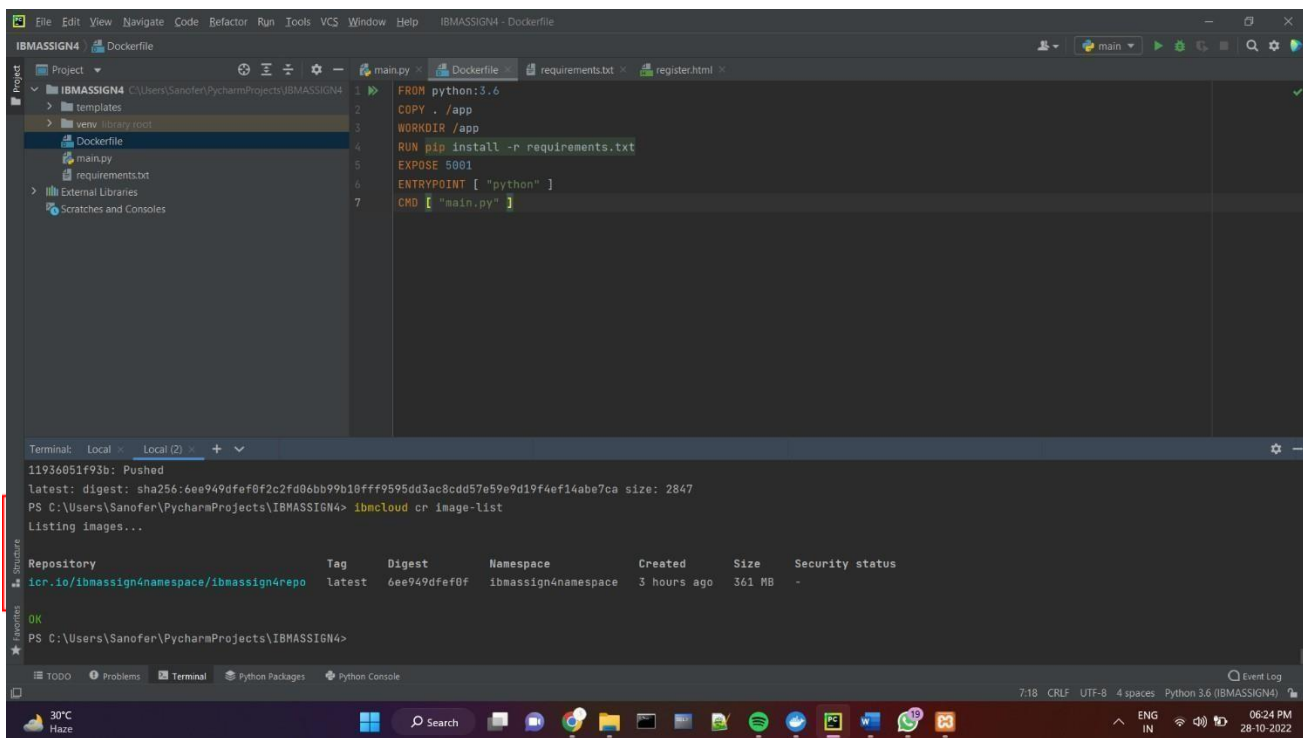 File Edit View Navigate Code Refactor Run Tools VCS Window Help IBMASSIGN4 - Dockerfile
IBMASSIGN4 Dockerfile
main
Project
Project
main.py Dockerfile requirements.txt register.html
IBMASSIGN4 C:\Users\Sanofer\PycharmProjects\IBMASSIGN4
templates
venv library root
Dockerfile
main.py
requirements.txt
External Libraries
Scratches and Consoles
1 FROM python:3.6
2 COPY . /app
3 WORKDIR /app
4 RUN pip install -r requirements.txt
5 EXPOSE 5001
6 ENTRYPOINT [ "python" ]
7 CMD [ "main.py" ]
Terminal: Local Local (2)
11936051f93b: Pushed
latest: digest: sha256:6ee949dfef0f2c2fd06bb99b10fff9595dd3ac8cdd57e59e9d19f4ef14abe7ca size: 2847
PS C:\Users\Sanofer\PycharmProjects\IBMASSIGN4> ibmcloud cr image-list
Listing images...
Repository Tag Digest Namespace Created Size Security status
icr.io/ibmassign4namespace/ibmassign4repo latest 6ee949dfef0f ibmassign4namespace 3 hours ago 361 MB -
OK
PS C:\Users\Sanofer\PycharmProjects\IBMASSIGN4>
Structure
Favorites
TODO Problems Terminal Python Packages Python Console Event Log
7:18 CRLF UTF-8 4 spaces Python 3.6 (IBMASSIGN4)
30°C
Haze
Search
19
ENG
IN
06:24 PM
28-10-2022